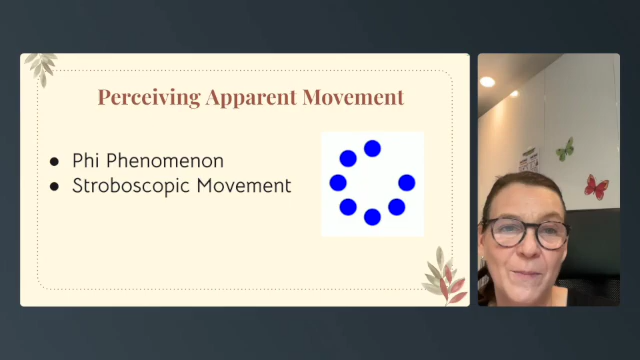 Perceiving Apparent Movement
● Phi Phenomenon
● Stroboscopic Movement